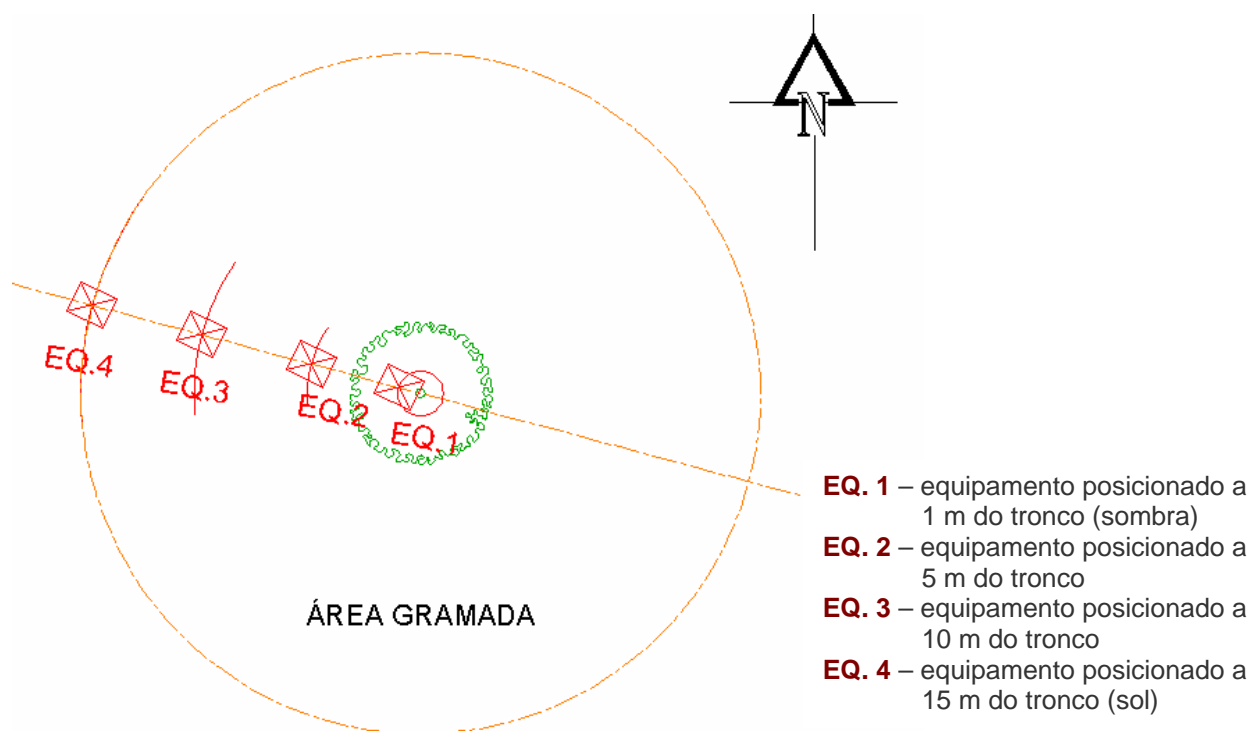 N
EQ.4
EQ.3
EQ.2
EQ.1
ÁREA GRAMADA
EQ. 1 – equipamento posicionado a
1 m do tronco (sombra)
EQ. 2 – equipamento posicionado a
5 m do tronco
EQ. 3 – equipamento posicionado a
10 m do tronco
EQ. 4 – equipamento posicionado a
15 m do tronco (sol)